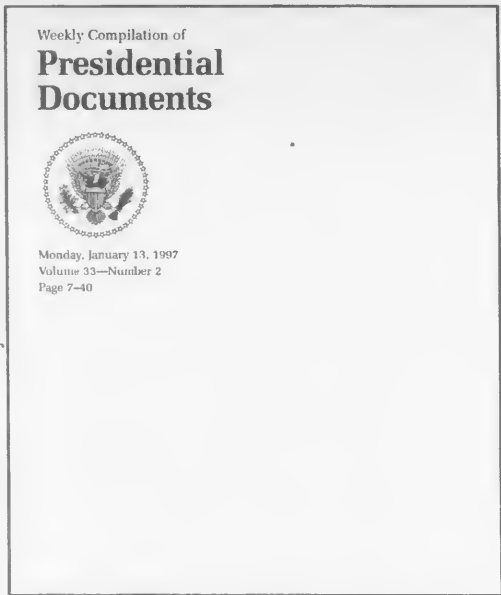 Weekly Compilation of
Presidential
Documents
Monday, January 13, 1997
Volume 33—Number 2
Page 7–40